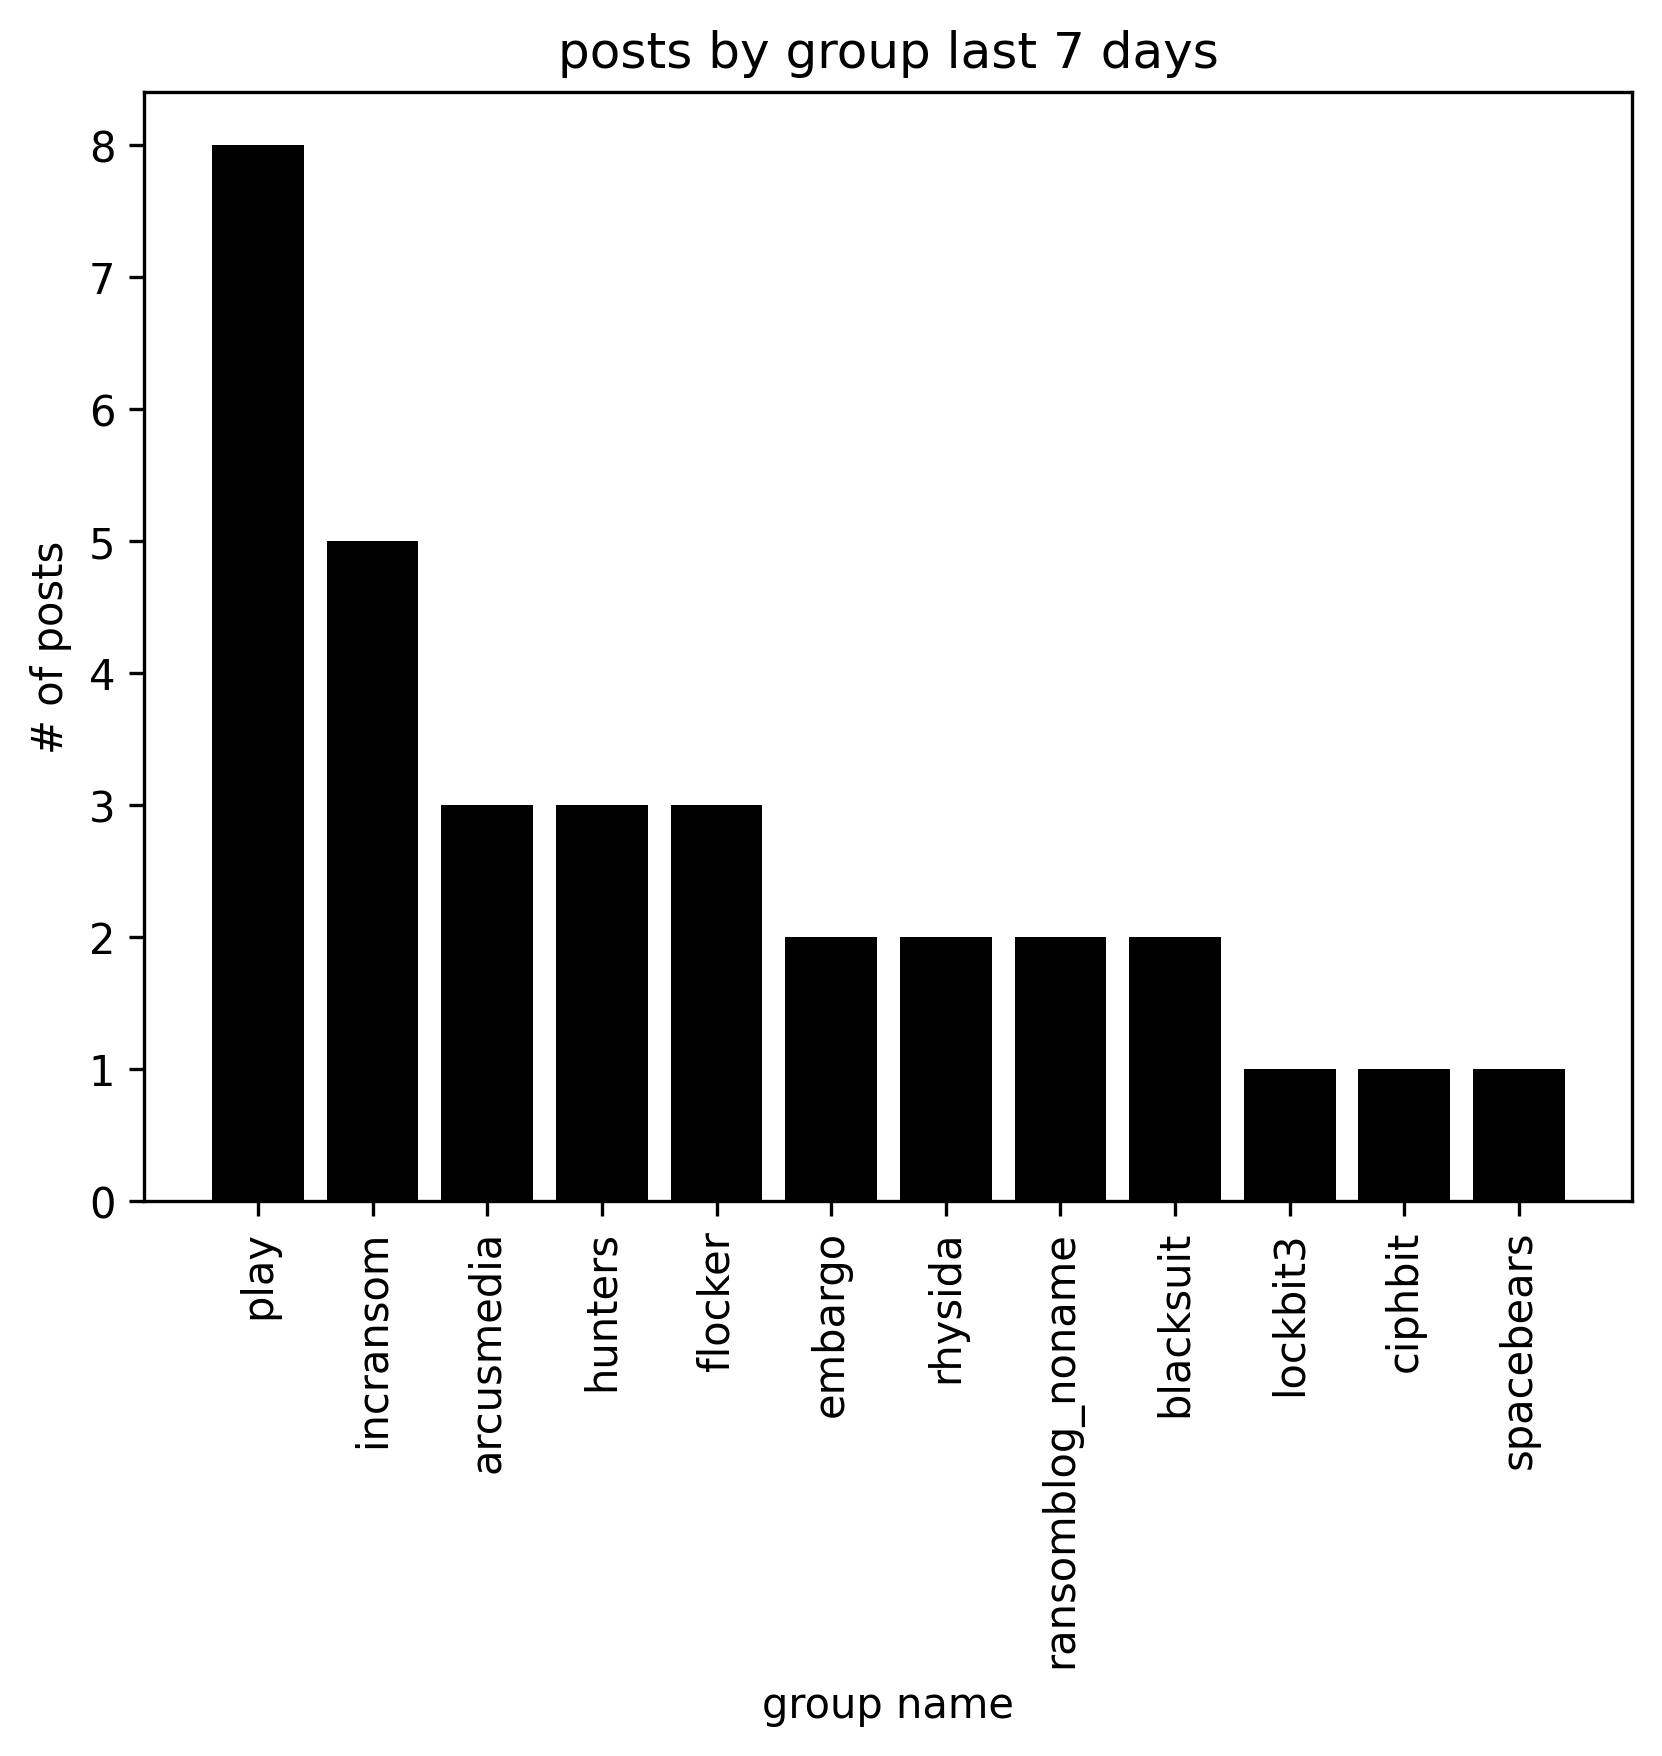 posts by group last 7 days
# of posts
8
7
6
5
4
3
2
1
0
play
incransom
arcusmedia
hunters
flocker
embargo
rhysida
ransomblog_noname
blacksuit
lockbit3
ciphbit
spacebears
group name